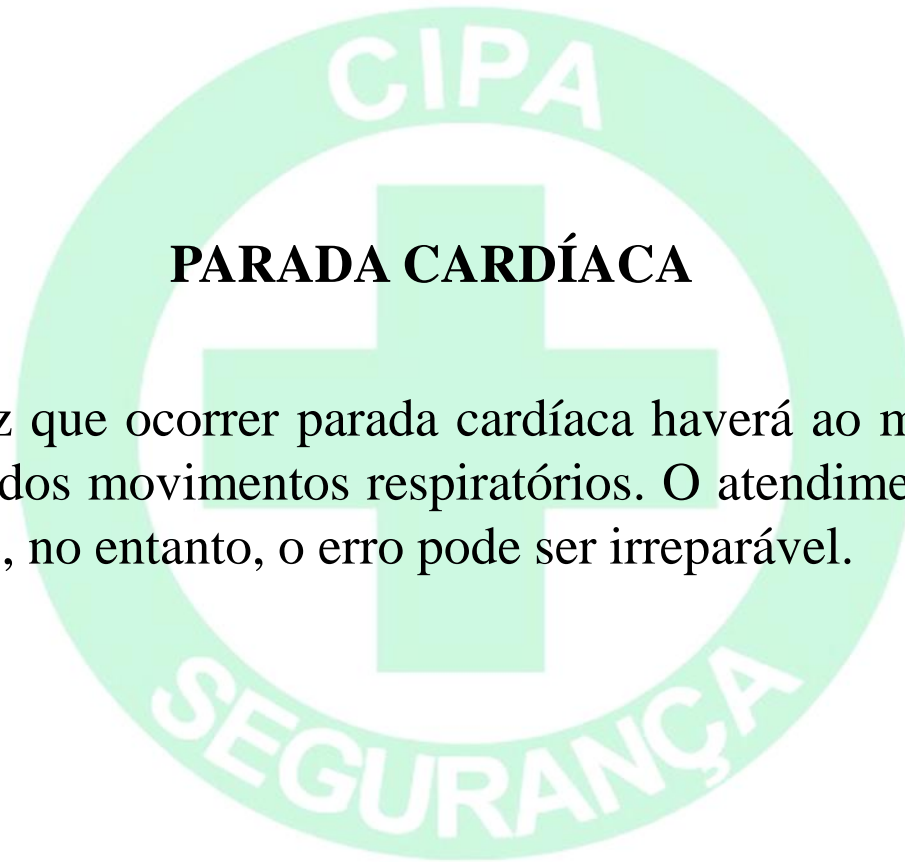 CIPA
PARADA CARDÍACA
z que ocorrer parada cardíaca haverá ao m
dos movimentos respiratórios. O atendime
, no entanto, o erro pode ser irreparável.
SEGURANÇA